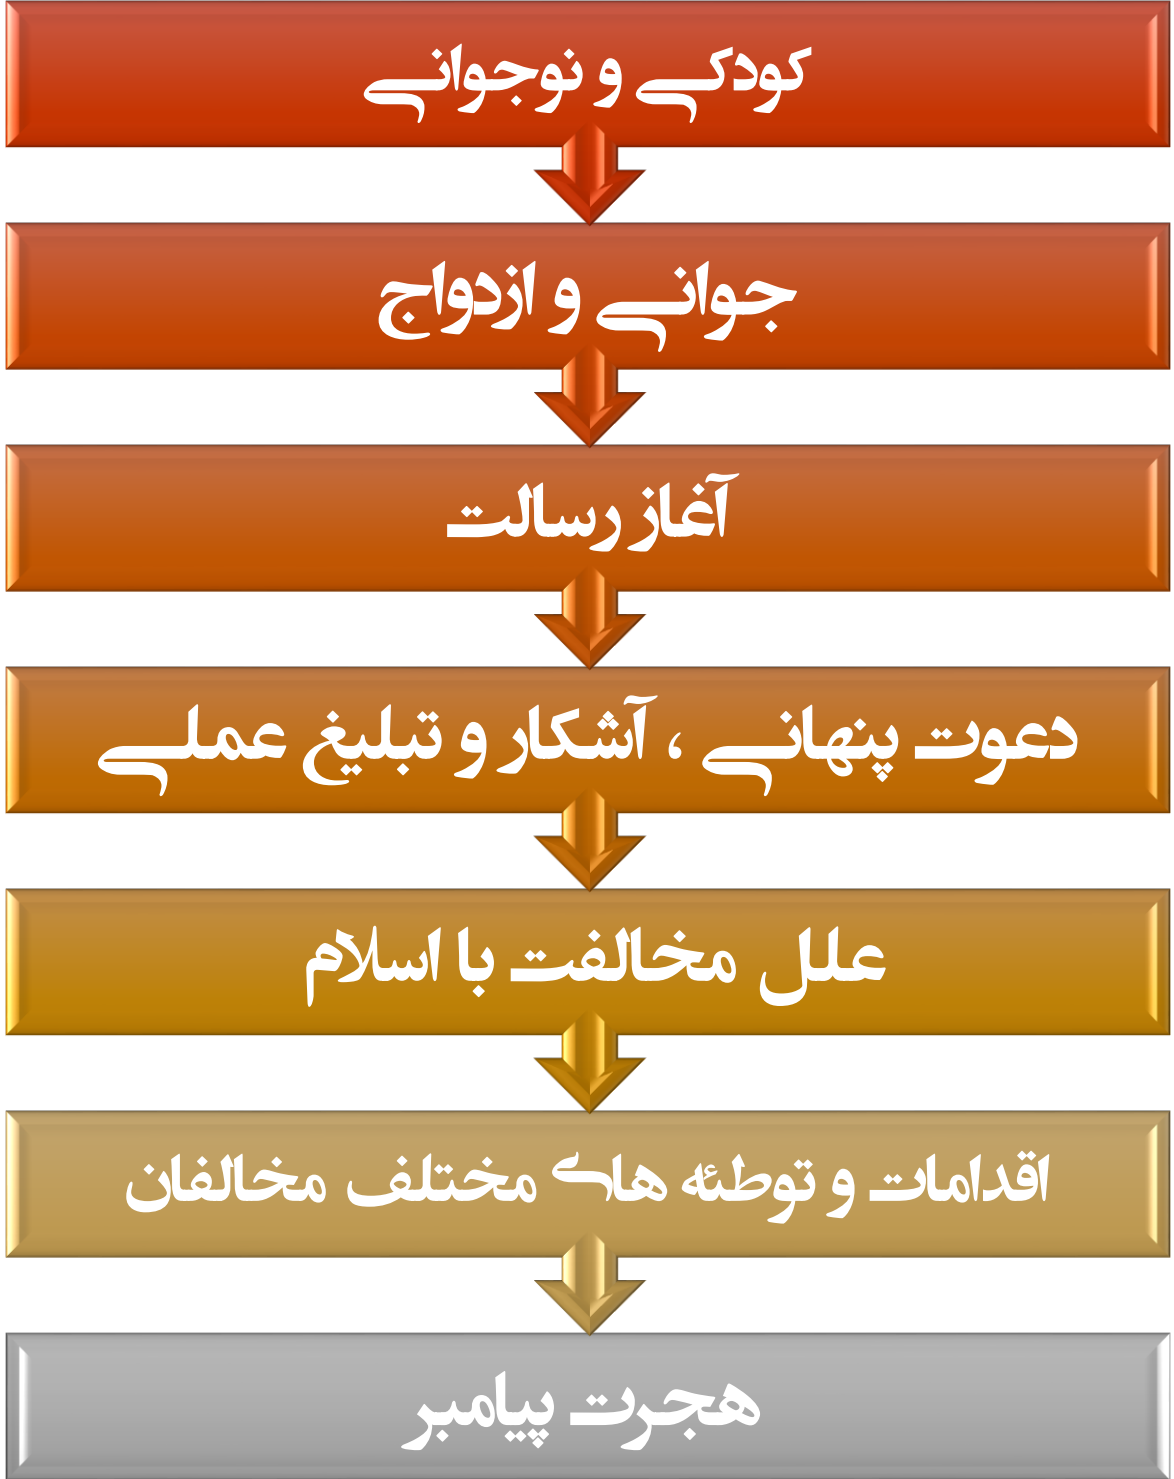 کودکی و نوجوانی
جوانی و ازدواج
آغاز رسالت
دعوت پنهانی ، آشکار و تبلیغ عملی
علل مخالفت با اسلام
اقدامات و توطئه های مختلف مخالفان
هجرت پیامبر